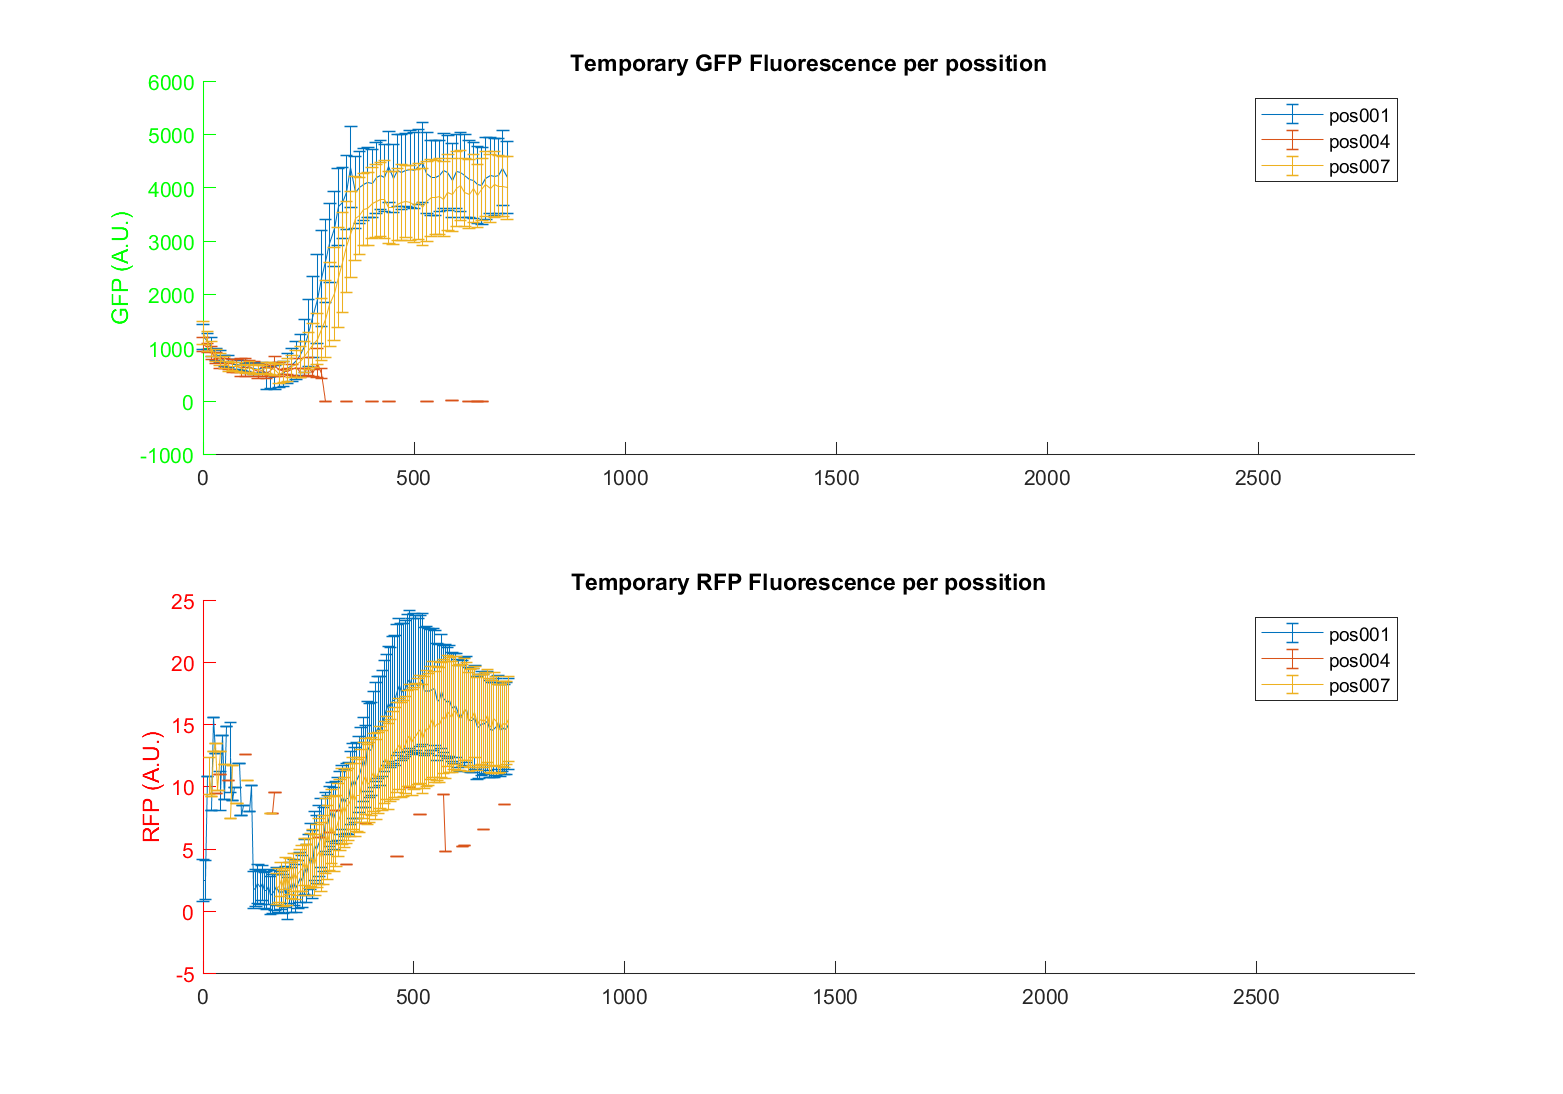 Temporary GFP Fluorescence per possition
6000
5000
4000
3000
2000
1000
0
-1000
GFP (A.U.)
0 500 1000 1500 2000 2500
pos001
pos004
pos007
Temporary RFP Fluorescence per possition
25
20
15
10
5
0
-5
RFP (A.U.)
0 500 1000 1500 2000 2500
pos001
pos004
pos007